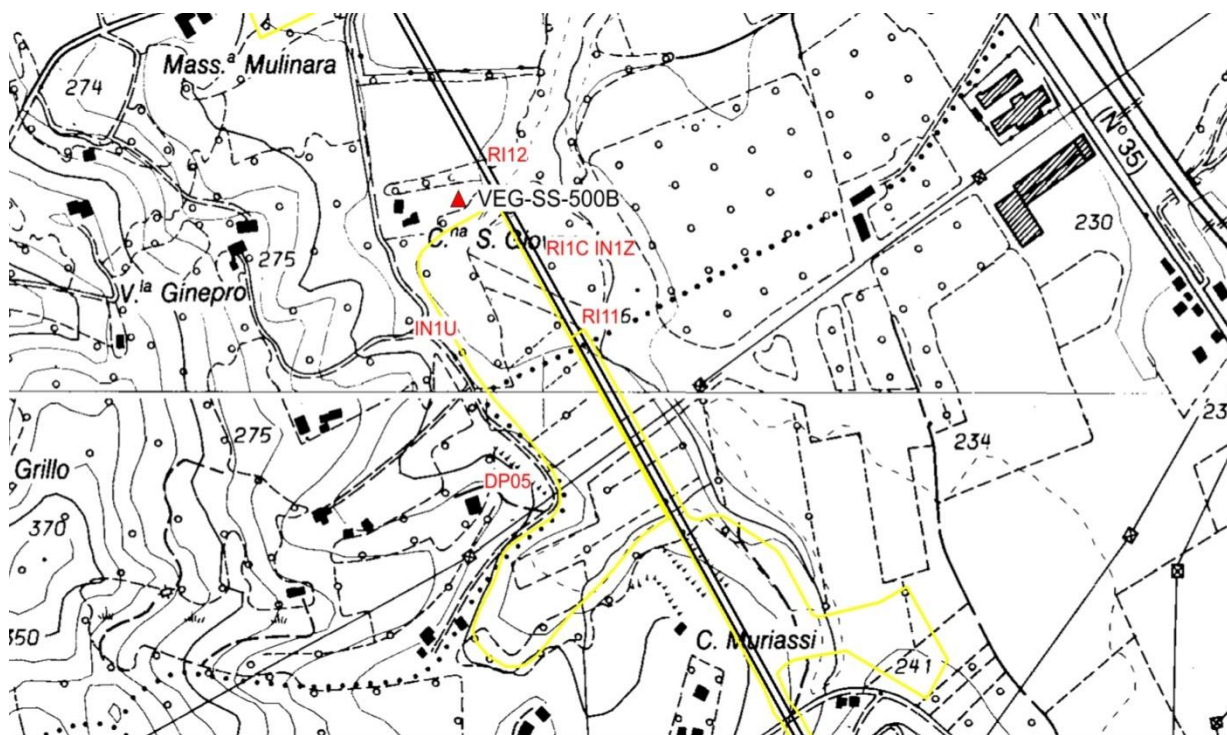 Mass.ª Mulinara
274
(N° 35)
RI12
VEG-SS-500B
230
C.na S. Gio
RI1C IN1Z
275
V.la Ginepro
RI116
IN1U
275
234
Grillo
DP05
370
350
C. Muriassi
241